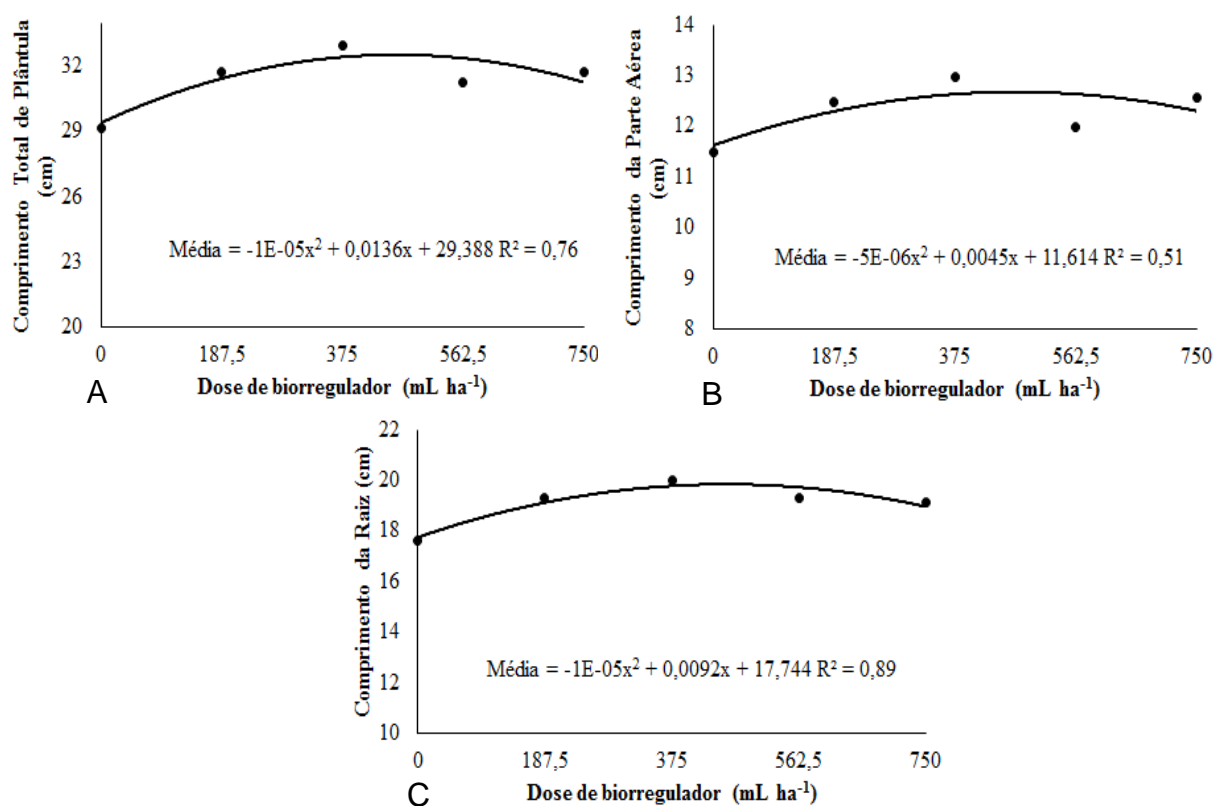 Comprimento Total de Plântula
(cm)
32
29
26
23
20
Média = -1E-05x² + 0,0136x + 29,388 R² = 0,76
0 187,5 375 562,5 750
Dose de biorregulador (mL ha⁻¹)
A
Comprimento da Parte Aérea
(cm)
14
13
12
11
10
9
8
Média = -5E-06x² + 0,0045x + 11,614 R² = 0,51
0 187,5 375 562,5 750
Dose de biorregulador (mL ha⁻¹)
B
Comprimento da Raiz (cm)
22
20
18
16
14
12
10
Média = -1E-05x² + 0,0092x + 17,744 R² = 0,89
0 187,5 375 562,5 750
Dose de biorregulador (mL ha⁻¹)
C